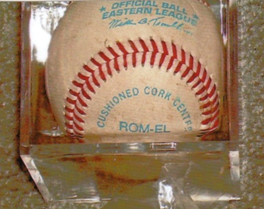 OFFICIAL BALL
EASTERN LEAGUE
CUSHIONED CORK CENTER
ROM-EL